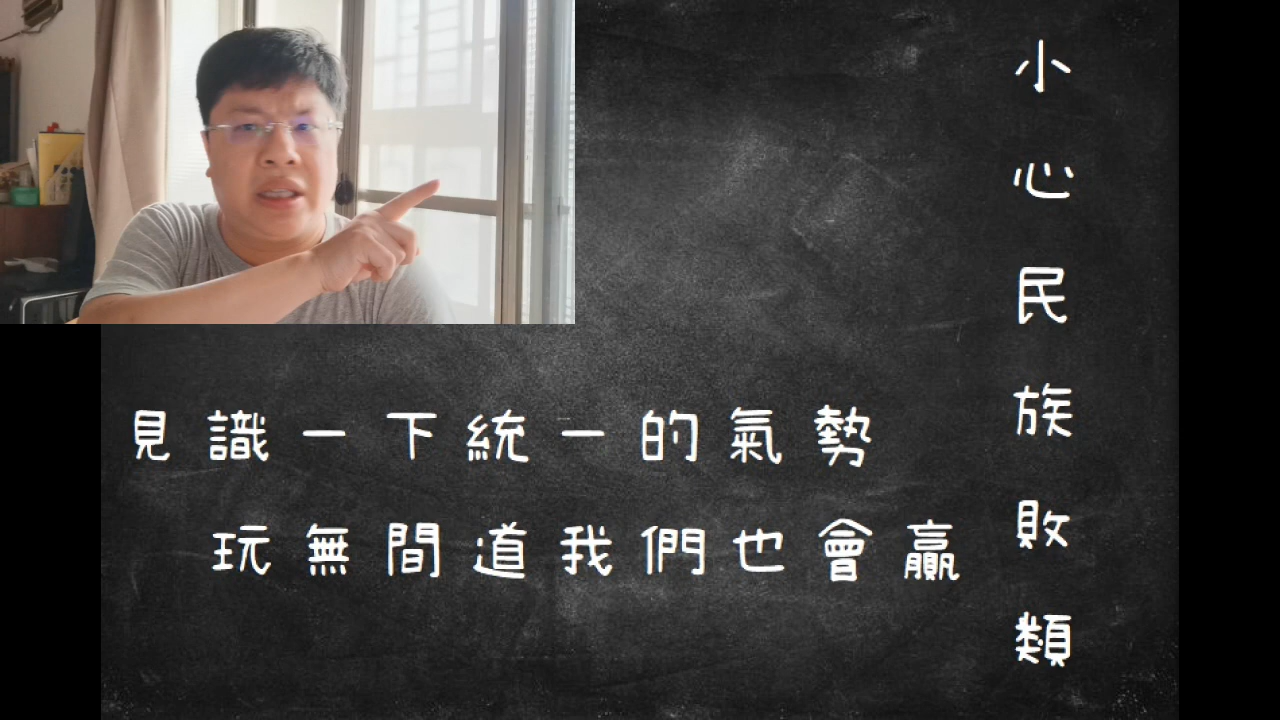 小心民族敗類
見識一下統一的氣勢
玩無間道我們也會贏